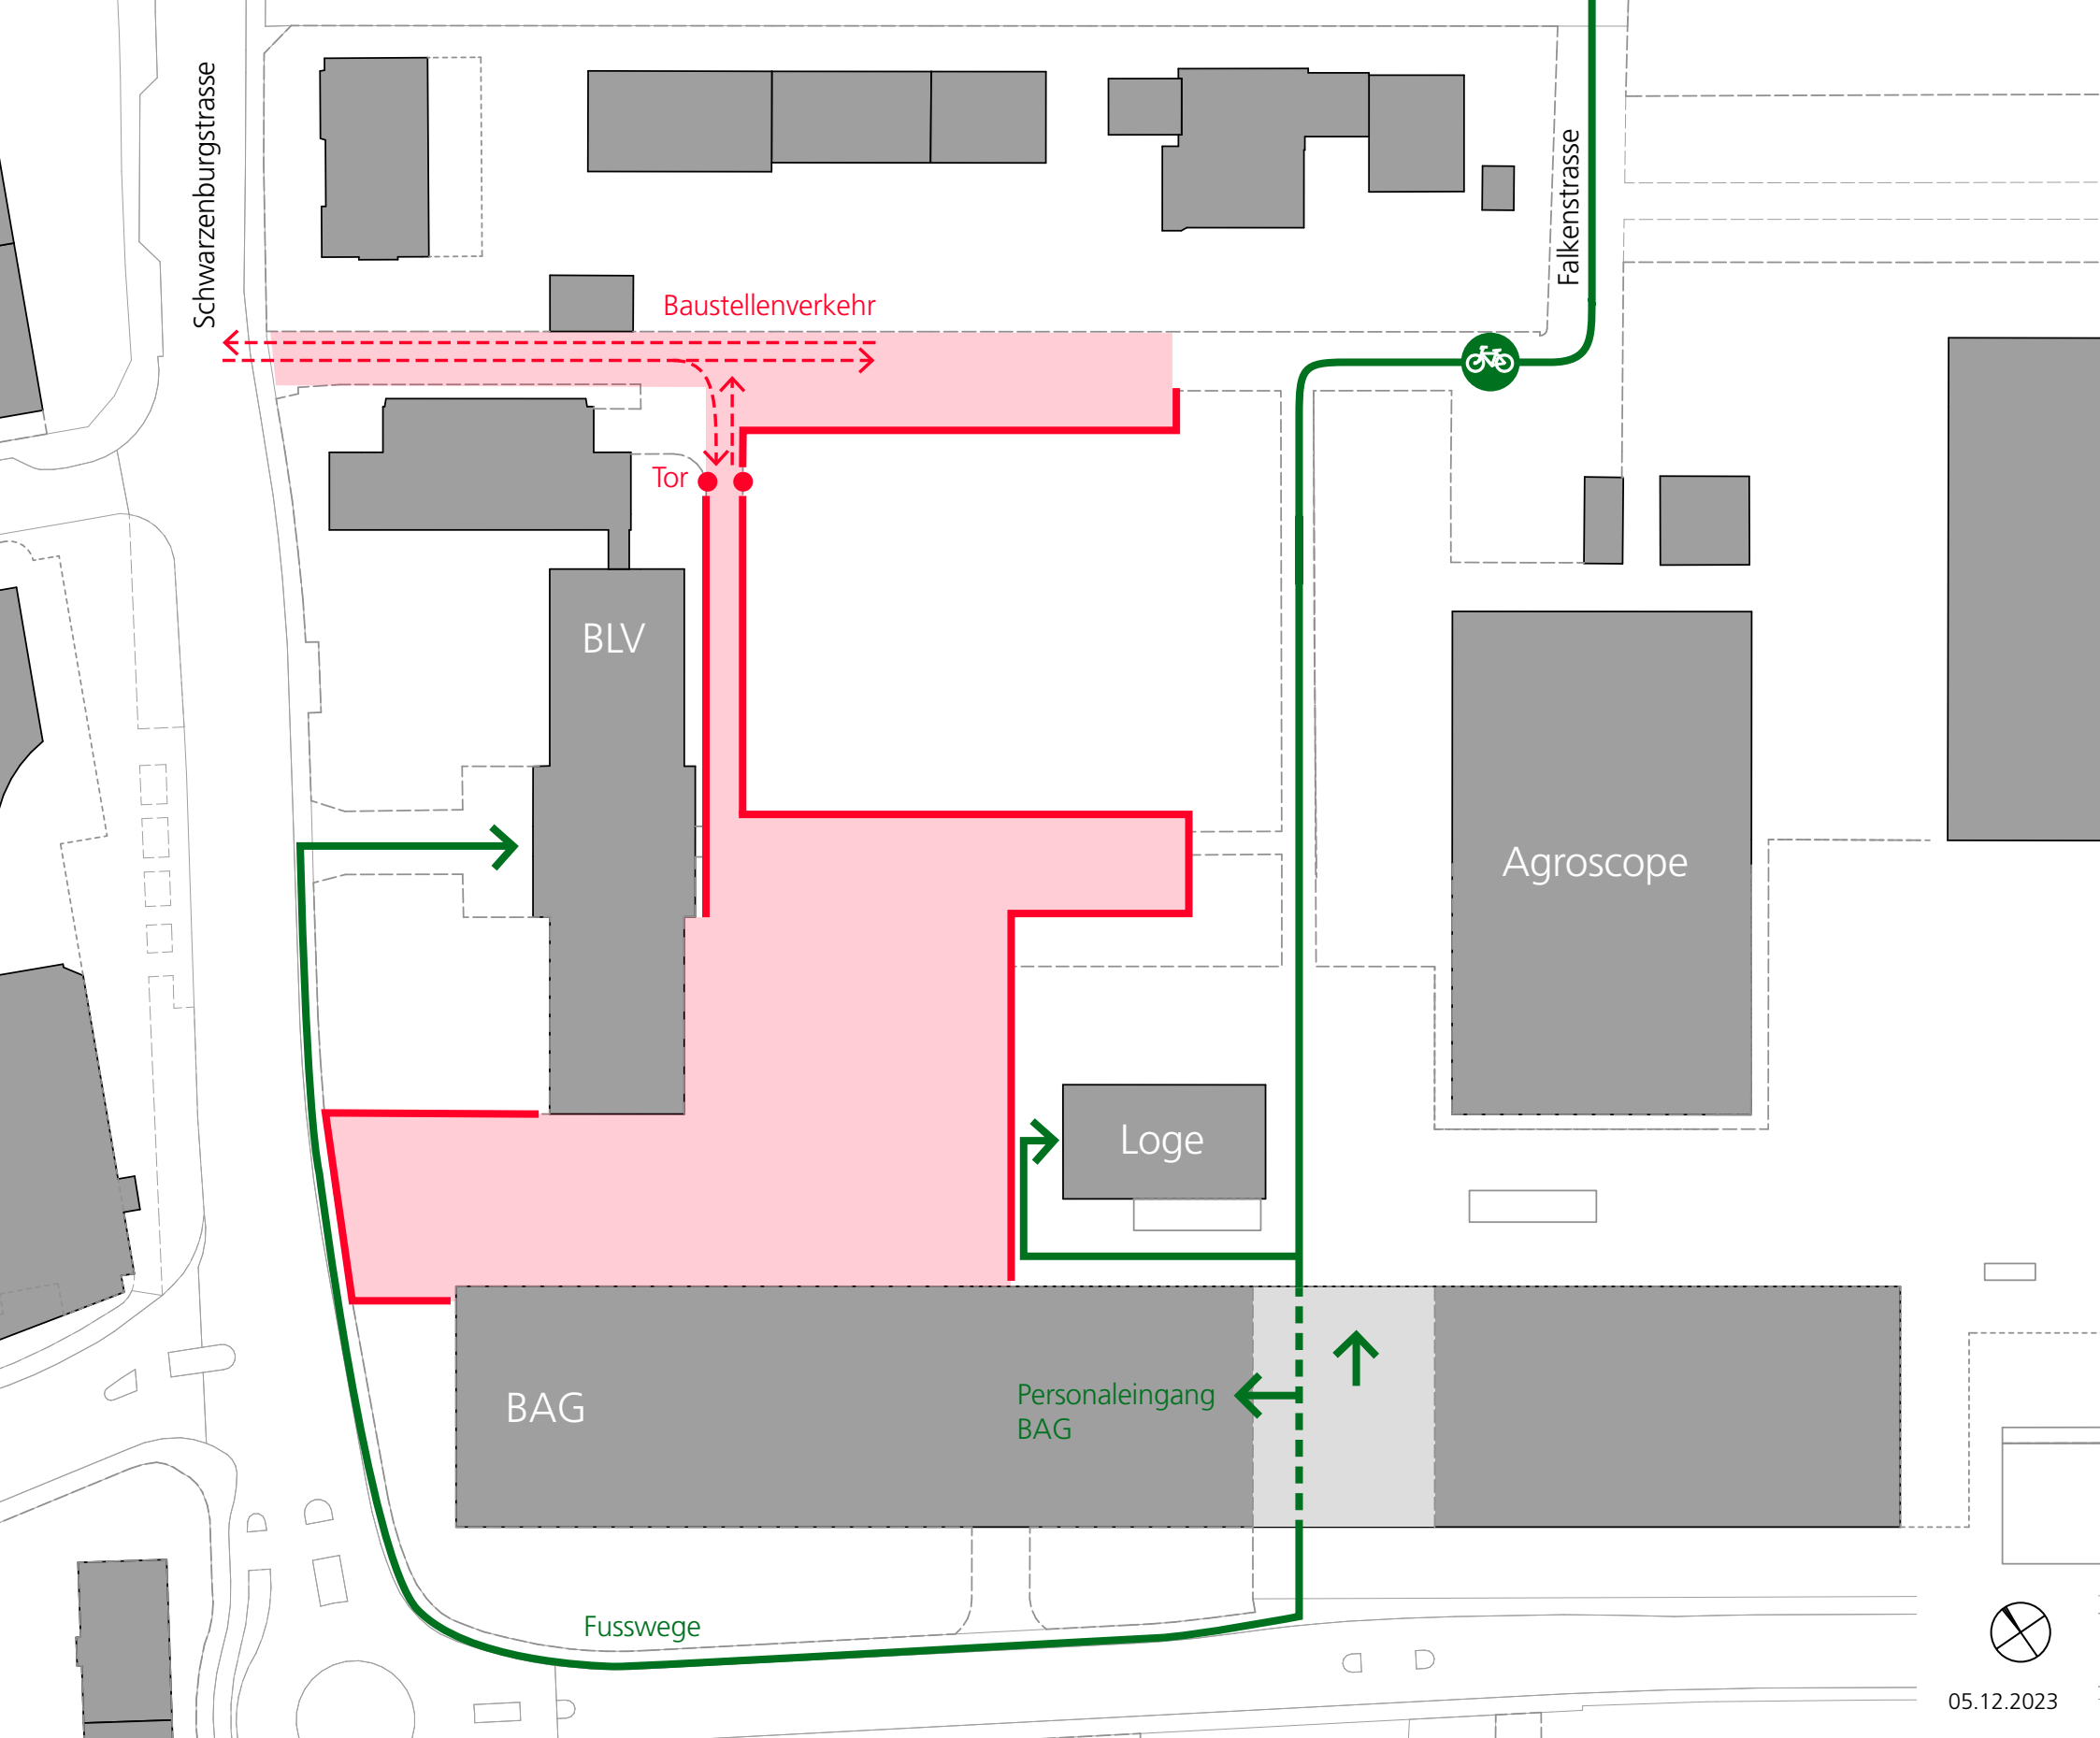 Schwarzenburgstrasse
Falkenstrasse
Baustellenverkehr
Tor
BLV
Agroscope
Loge
BAG
Personaleingang
BAG
Fusswege
05.12.2023